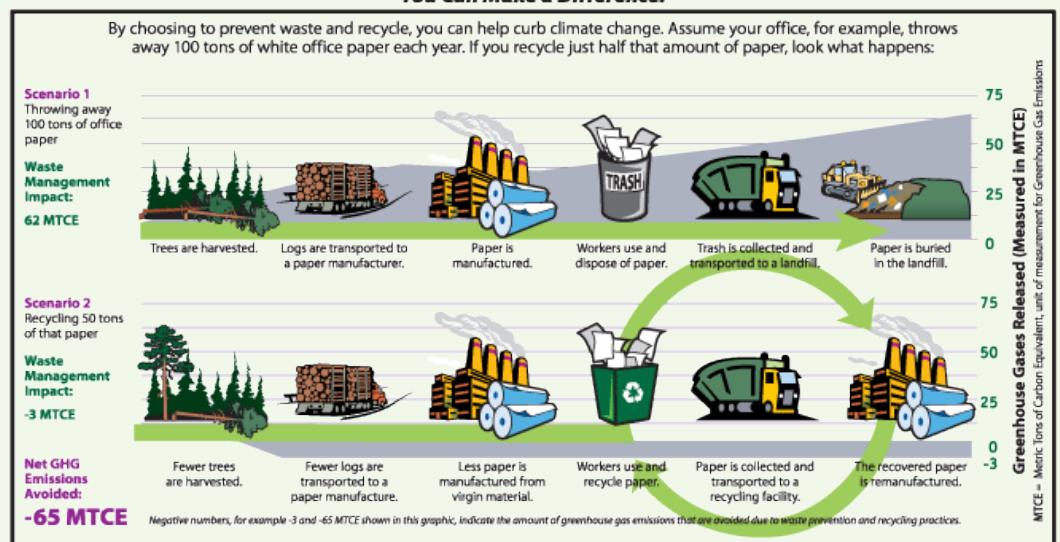 You Can Make a Difference!
By choosing to prevent waste and recycle, you can help curb climate change. Assume your office, for example, throws
away 100 tons of white office paper each year. If you recycle just half that amount of paper, look what happens:
Scenario 1
Throwing away
100 tons of office
paper
Waste
Management
Impact:
62 MTCE
TRASH
75
50
25
0
Trees are harvested.
Logs are transported to
a paper manufacturer.
Paper is
manufactured.
Workers use and
dispose of paper.
Trash is collected and
transported to a landfill.
Paper is buried
in the landfill.
Scenario 2
Recycling 50 tons
of that paper
Waste
Management
Impact:
-3 MTCE
75
50
25
0
-3
Fewer trees
are harvested.
Fewer logs are
transported to a
paper manufacture.
Less paper is
manufactured from
virgin material.
Workers use and
recycle paper.
Paper is collected and
transported to a
recycling facility.
The recovered paper
is remanufactured.
Net GHG
Emissions
Avoided:
-65 MTCE
Negative numbers, for example -3 and -65 MTCE shown in this graphic, indicate the amount of greenhouse gas emissions that are avoided due to waste prevention and recycling practices.
Greenhouse Gases Released (Measured in MTCE)
MTCE = Metric Tons of Carbon Equivalent, unit of measurement for Greenhouse Gas Emissions